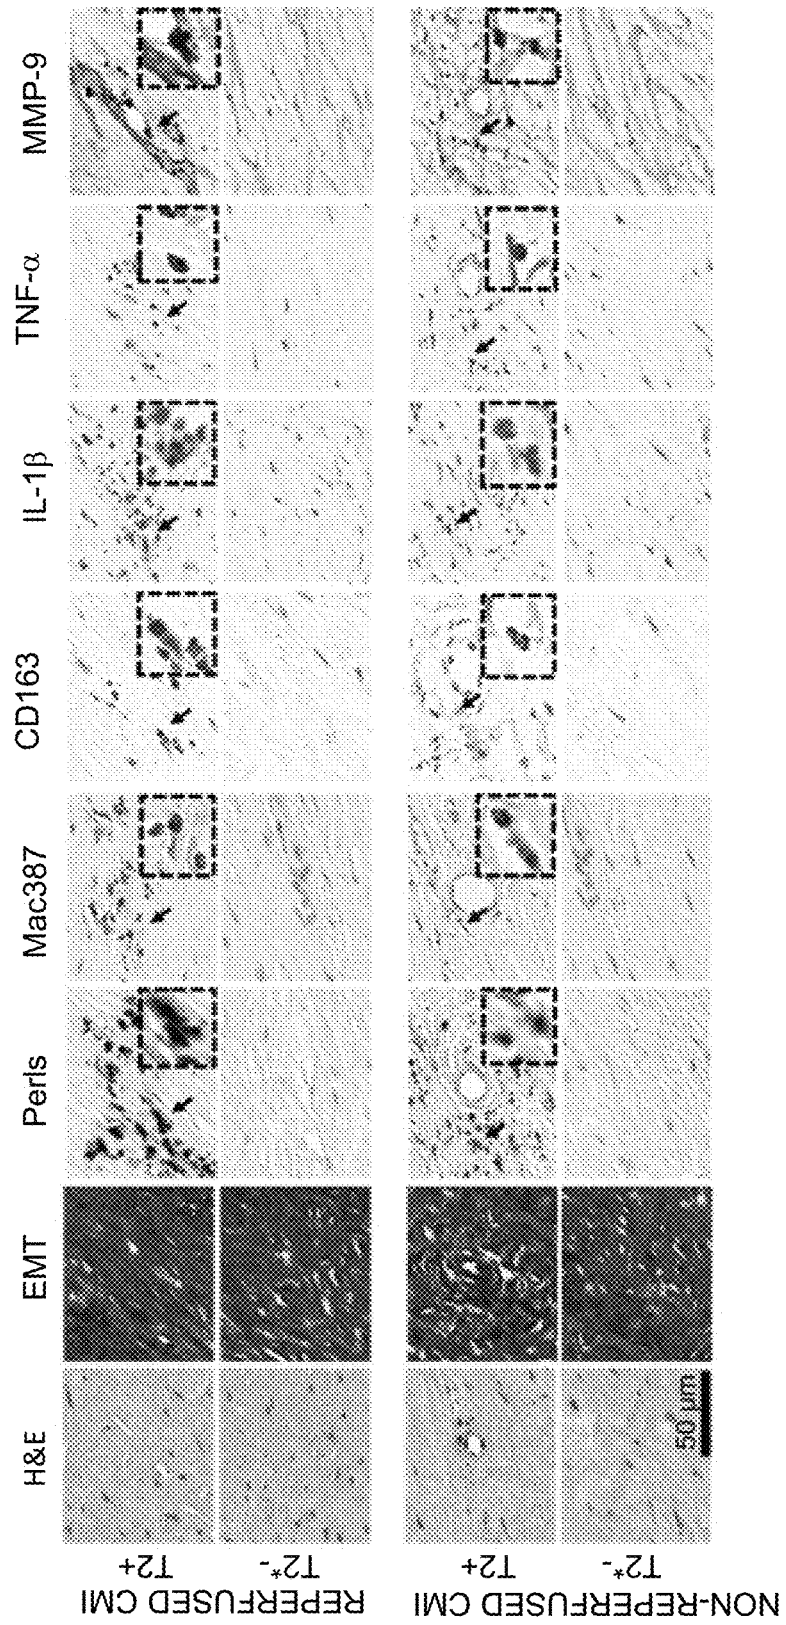 H&E EMT Perls Mac387 CD163 IL-1β TNF-α MMP-9
REPERFUSED CMI
T2+
T2*-
NON-REPERFUSED CMI
T2+
T2*-
50 μm